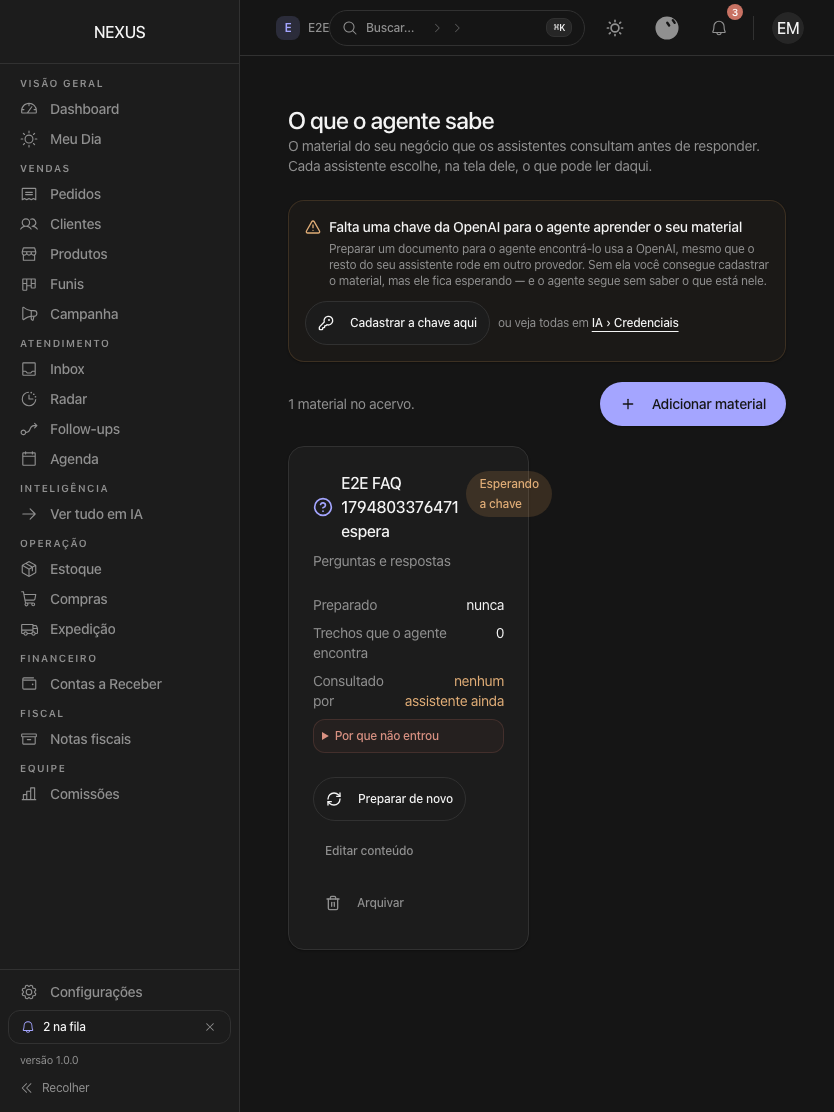 NEXUS
VISÃO GERAL
Dashboard
Meu Dia
VENDAS
Pedidos
Clientes
Produtos
Funis
Campanha
ATENDIMENTO
Inbox
Radar
Follow-ups
Agenda
INTELIGÊNCIA
Ver tudo em IA
OPERAÇÃO
Estoque
Compras
Expedição
FINANCEIRO
Contas a Receber
FISCAL
Notas fiscais
EQUIPE
Comissões
Configurações
2 na fila
versão 1.0.0
Recolher
E E2E
Buscar... ⌘K
3
EM
O que o agente sabe
O material do seu negócio que os assistentes consultam antes de responder.
Cada assistente escolhe, na tela dele, o que pode ler daqui.
Falta uma chave da OpenAI para o agente aprender o seu material
Preparar um documento para o agente encontrá-lo usa a OpenAI, mesmo que o
resto do seu assistente rode em outro provedor. Sem ela você consegue cadastrar
o material, mas ele fica esperando — e o agente segue sem saber o que está nele.
Cadastrar a chave aqui ou veja todas em IA › Credenciais
1 material no acervo.
Adicionar material
E2E FAQ
1794803376471
espera
Esperando
a chave
Perguntas e respostas
Preparado nunca
Trechos que o agente 0
encontra
Consultado nenhum
por assistente ainda
Por que não entrou
Preparar de novo
Editar conteúdo
Arquivar